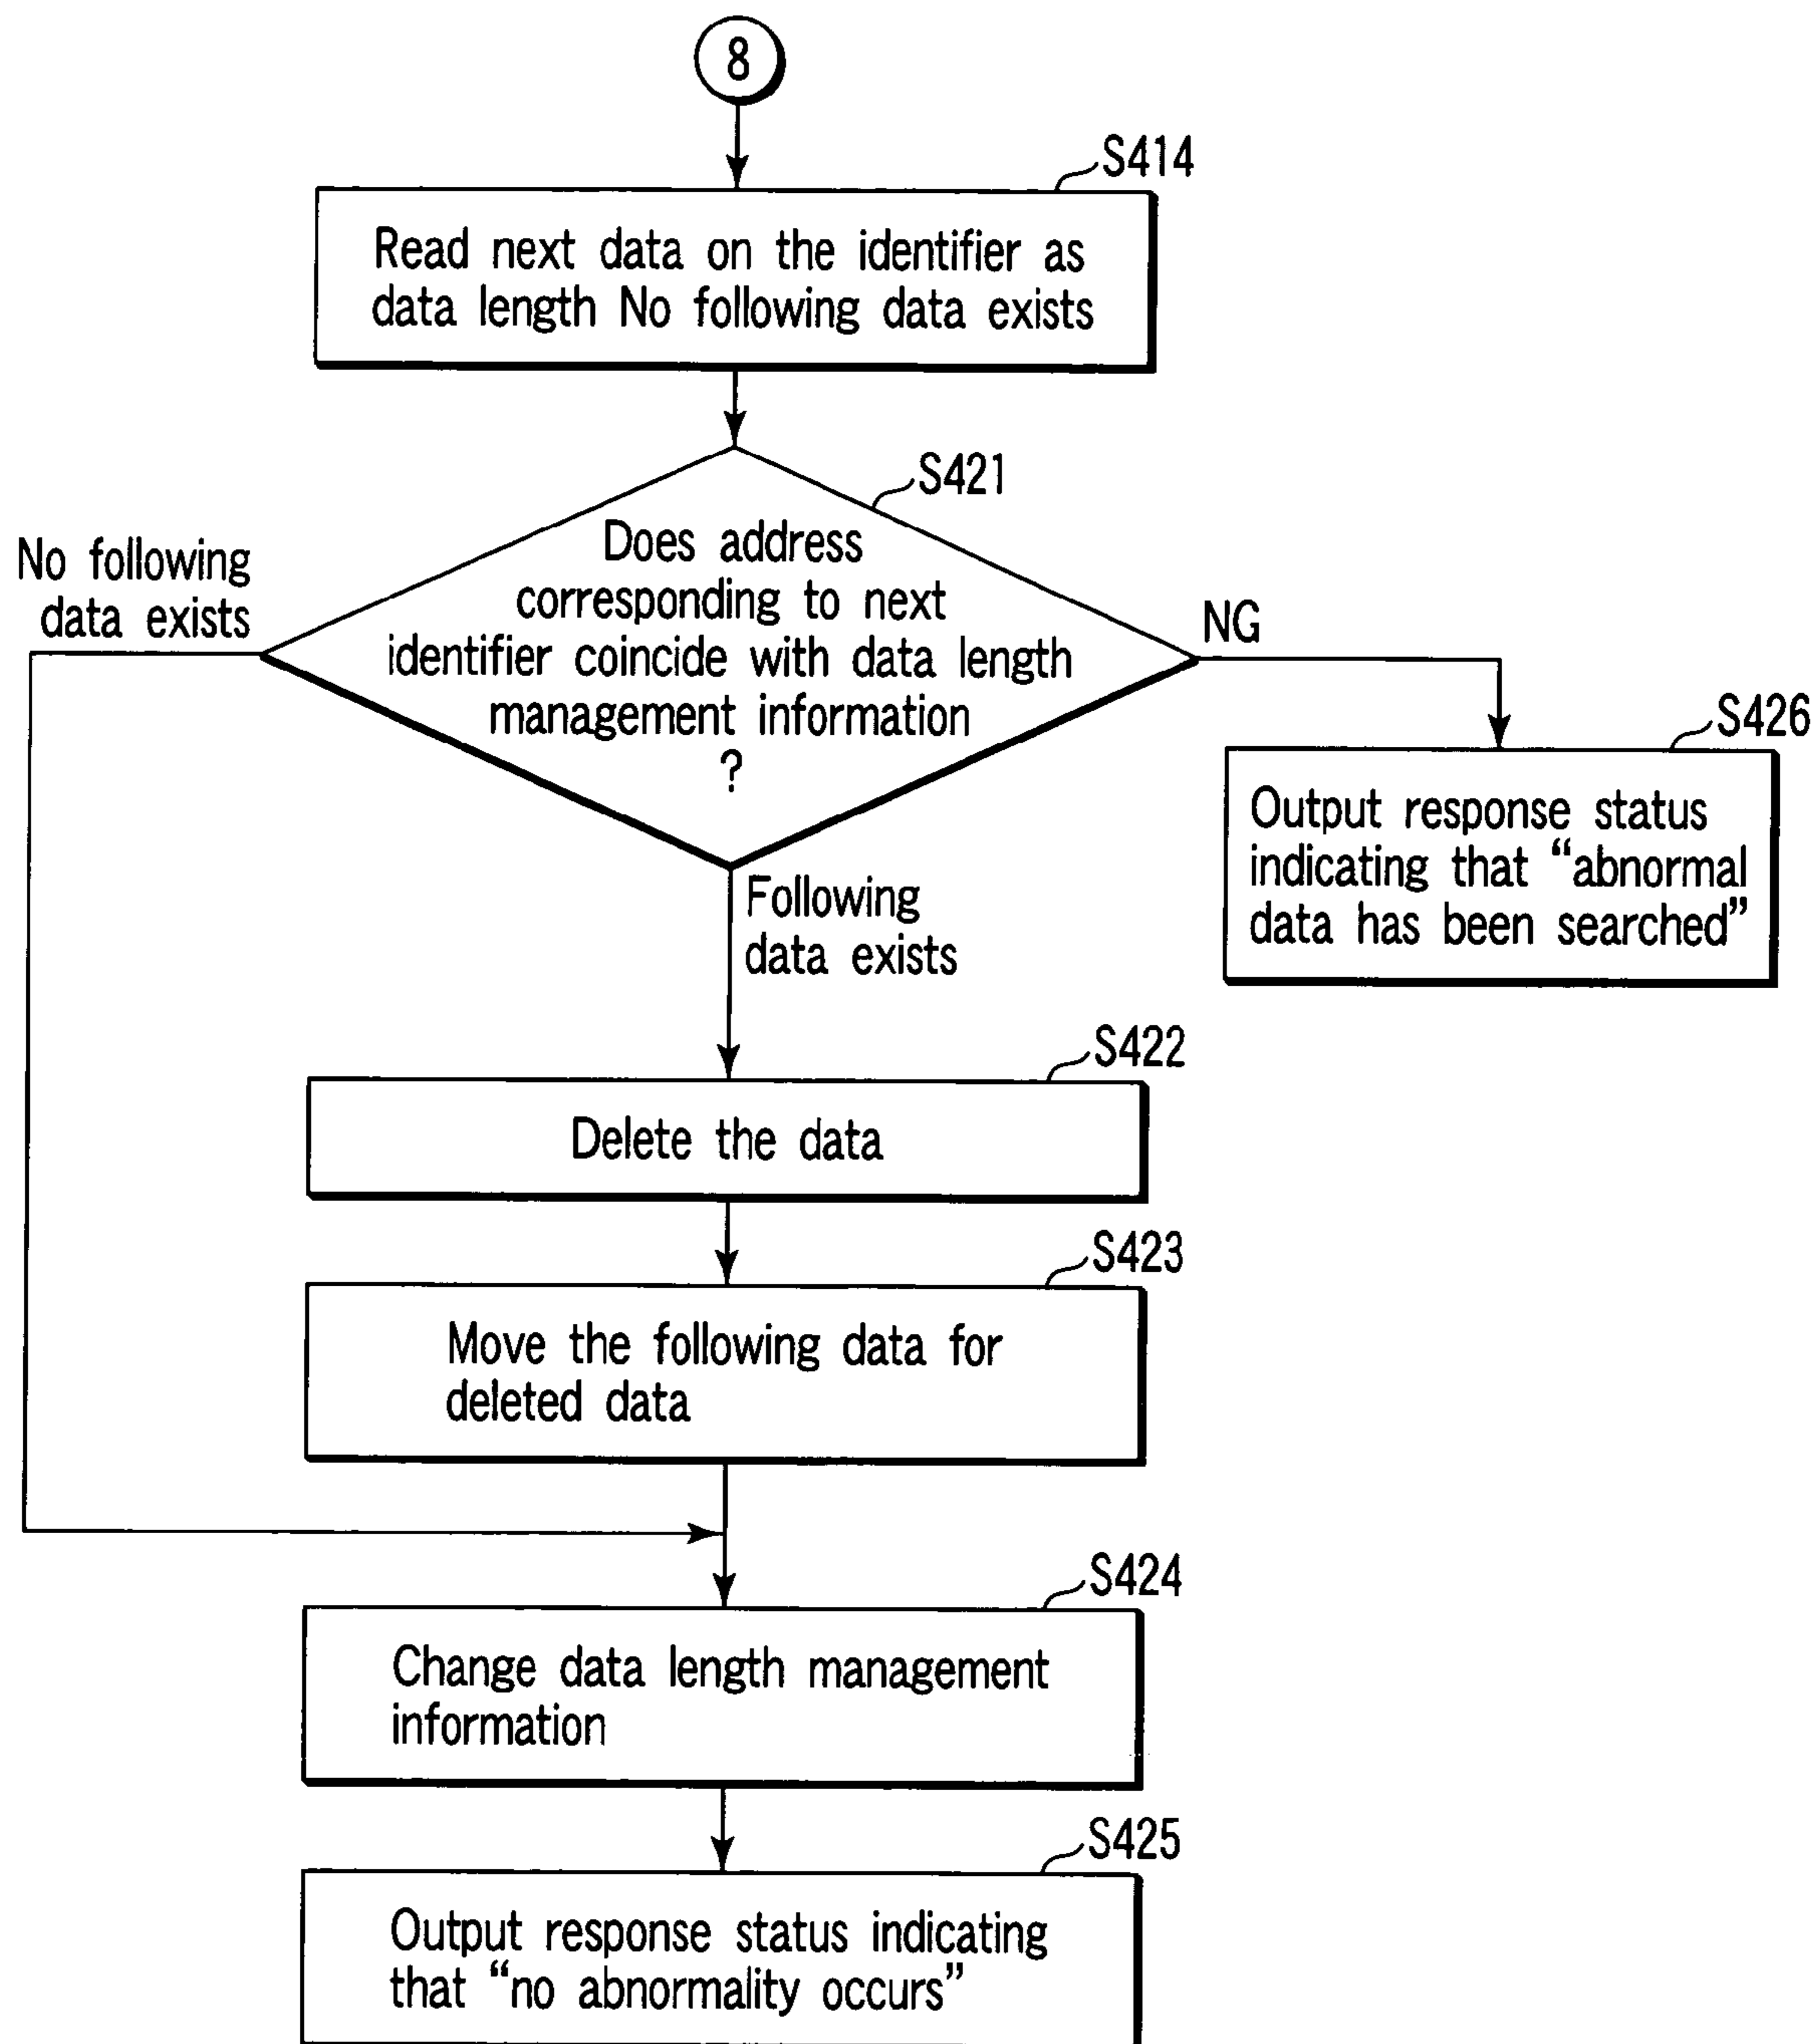 8
S414
Read next data on the identifier as
data length No following data exists
S421
Does address
corresponding to next
identifier coincide with data length
management information
?
No following
data exists
NG
S426
Output response status
indicating that “abnormal
data has been searched”
Following
data exists
S422
Delete the data
S423
Move the following data for
deleted data
S424
Change data length management
information
S425
Output response status indicating
that “no abnormality occurs”